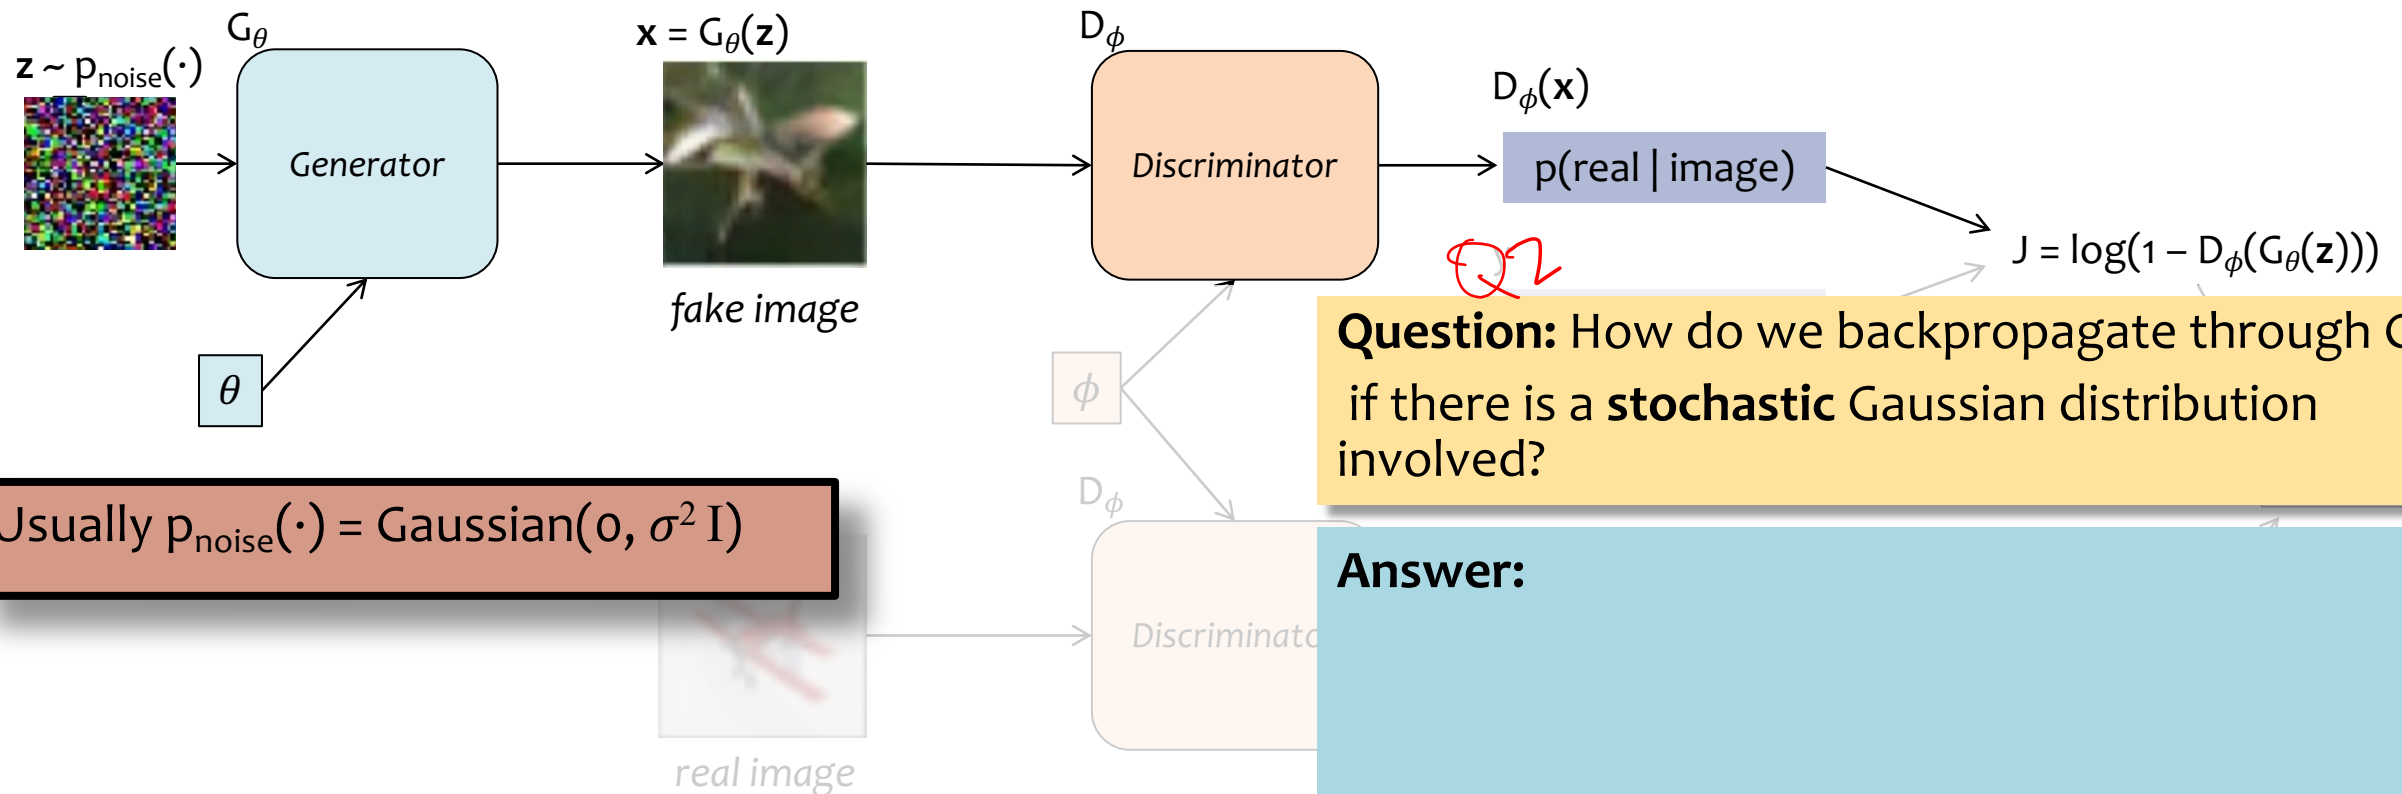 G𝜃
x = G𝜃(z)
D𝜙
z ~ pnoise(·)
D𝜙(x)
Generator
Discriminator
p(real | image)
J = log(1 – D𝜙(G𝜃(z)))
Q2
fake image
Question: How do we backpropagate through
if there is a stochastic Gaussian distribution
involved?
θ
ϕ
D𝜙
Usually pnoise(·) = Gaussian(0, σ² I)
Answer:
Discriminato
real image